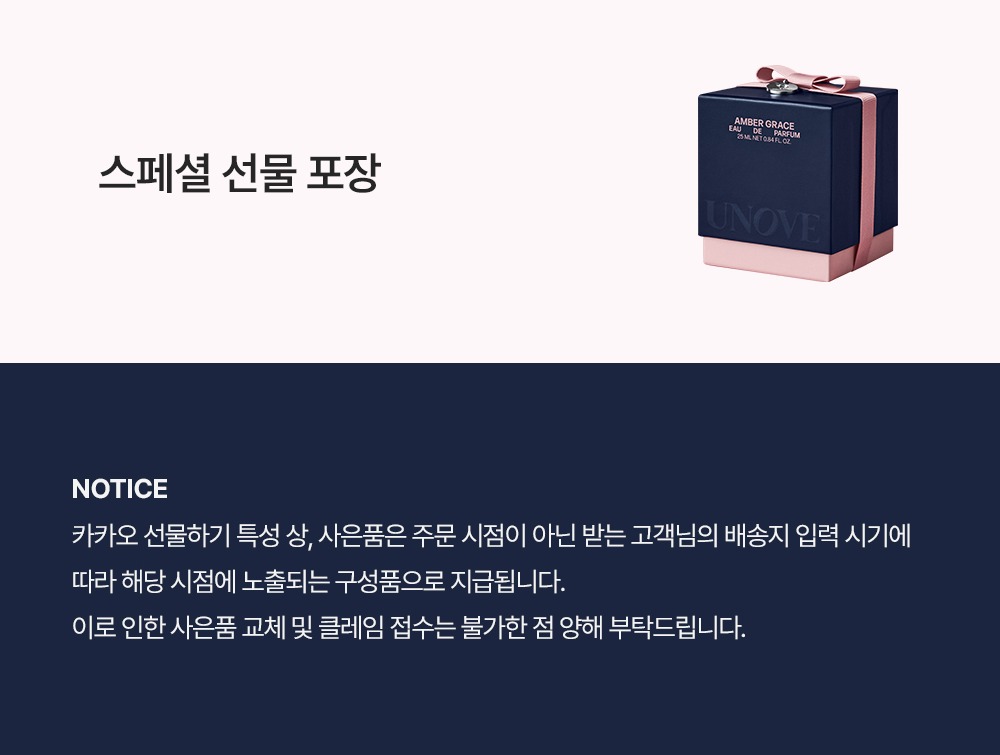 스페셜 선물 포장
AMBER GRACE
EAU DE PARFUM
25 ML NET 0.84 FL. OZ.
UNOVE
NOTICE
카카오 선물하기 특성 상, 사은품은 주문 시점이 아닌 받는 고객님의 배송지 입력 시기에
따라 해당 시점에 노출되는 구성품으로 지급됩니다.
이로 인한 사은품 교체 및 클레임 접수는 불가한 점 양해 부탁드립니다.